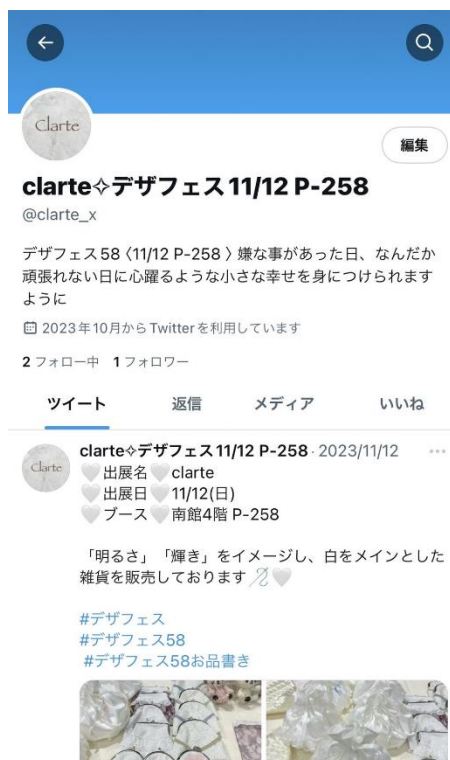 Clarte
編集
clarte✧デザフェス11/12 P-258
@clarte_x
デザフェス58〈11/12 P-258 〉嫌な事があった日、なんだか
頑張れない日に心躍るような小さな幸せを身につけられます
ように
2023年10月からTwitterを利用しています
2 フォロー中 1 フォロワー
ツイート 返信 メディア いいね
Clarte
clarte✧デザフェス11/12 P-258 · 2023/11/12 …
🤍出展名🤍clarte
🤍出展日🤍11/12(日)
🤍ブース🤍南館4階 P-258
「明るさ」「輝き」をイメージし、白をメインとした
雑貨を販売しております🪡🤍
#デザフェス
#デザフェス58
#デザフェス58お品書き